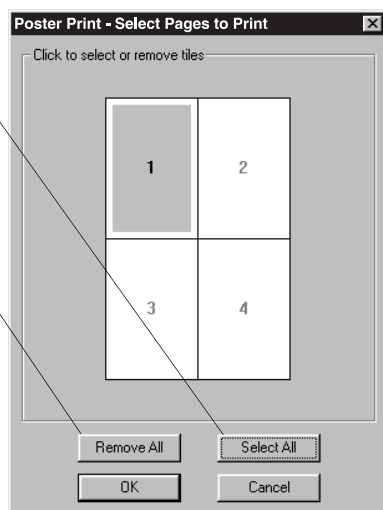 Poster Print - Select Pages to Print
Click to select or remove tiles
1 2
3 4
Remove All Select All
OK Cancel